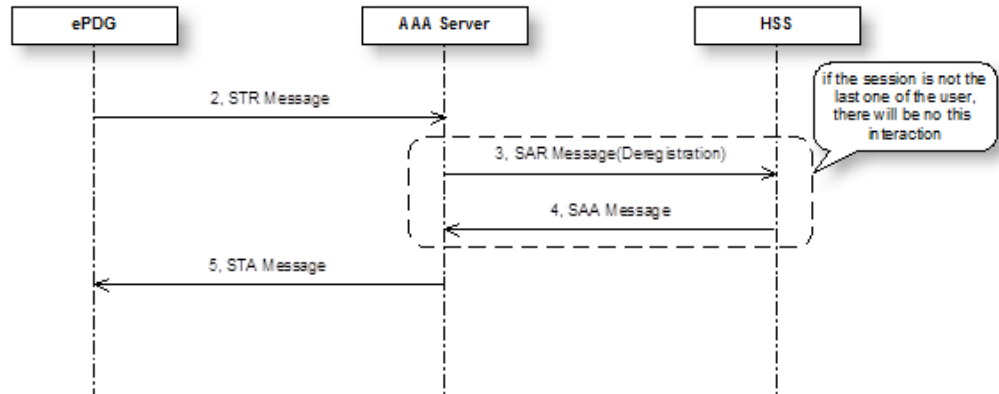 ePDG
AAA Server
HSS
if the session is not the
last one of the user,
there will be no this
interaction
2, STR Message
3, SAR Message(Deregistration)
4, SAA Message
5, STA Message